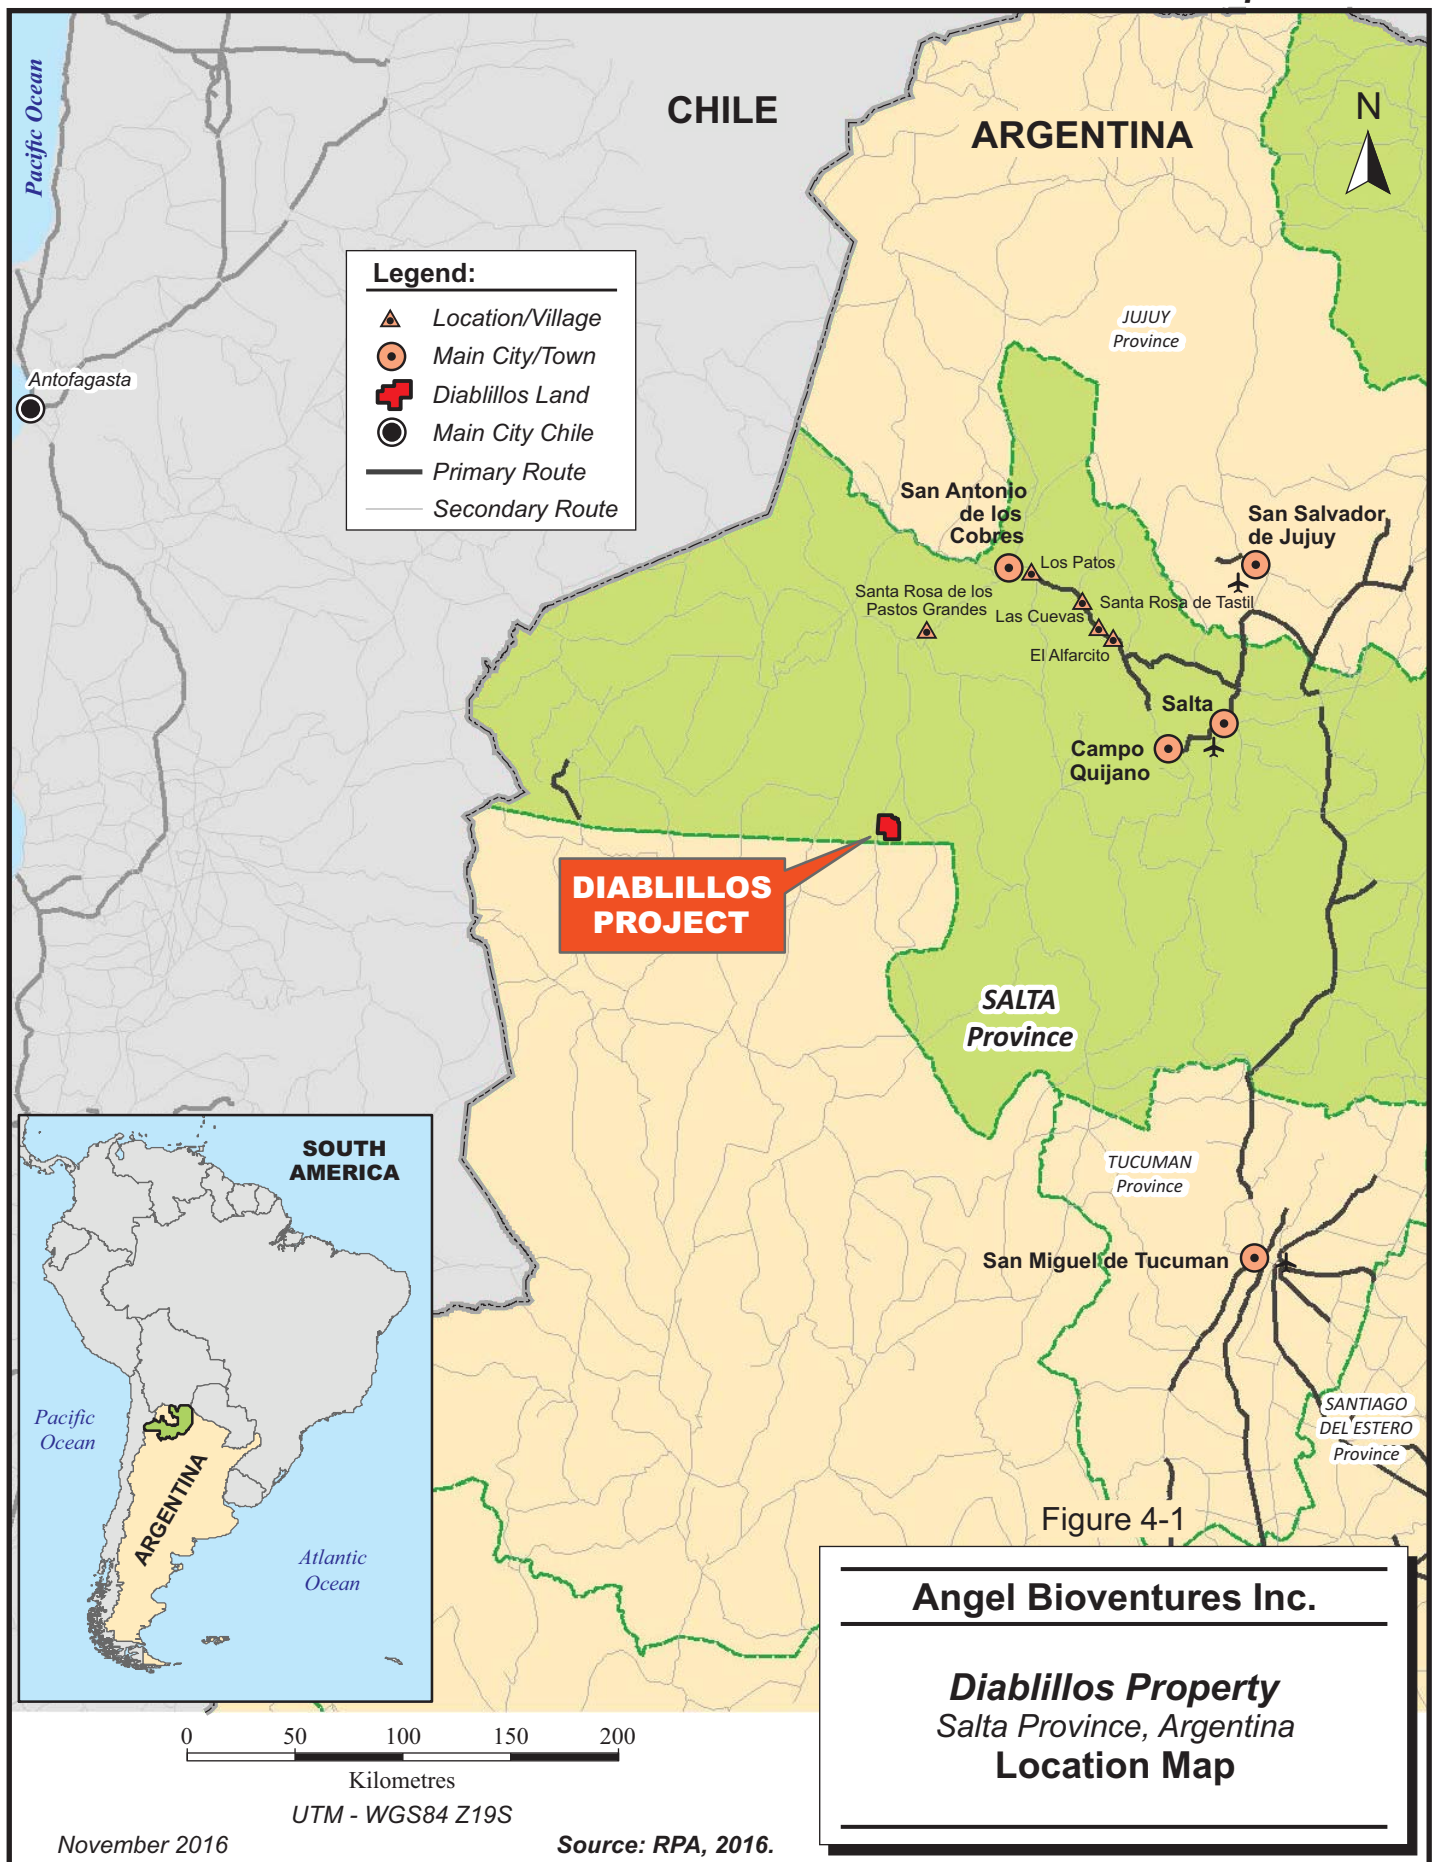 Pacific Ocean
CHILE
ARGENTINA
N
Legend:
Location/Village
Main City/Town
Diablillos Land
Main City Chile
Primary Route
Secondary Route
Antofagasta
JUJUY
Province
San Antonio
de los
Cobres
San Salvador
de Jujuy
Los Patos
Santa Rosa de los
Pastos Grandes
Santa Rosa de Tastil
Las Cuevas
El Alfarcito
Salta
Campo
Quijano
DIABLILLOS
PROJECT
SALTA
Province
SOUTH
AMERICA
TUCUMAN
Province
San Miguel de Tucuman
Pacific
Ocean
ARGENTINA
Atlantic
Ocean
SANTIAGO
DEL ESTERO
Province
Figure 4-1
Angel Bioventures Inc.
Diablillos Property
Salta Province, Argentina
Location Map
0 50 100 150 200
Kilometres
UTM - WGS84 Z19S
November 2016
Source: RPA, 2016.